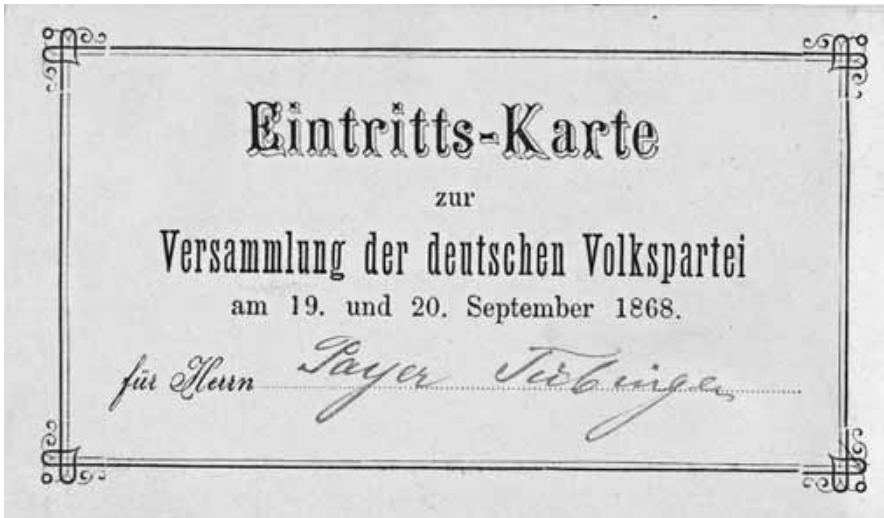 Eintritts-Karte
zur
Versammlung der deutschen Volkspartei
am 19. und 20. September 1868.
für Herrn Payer Tübingen